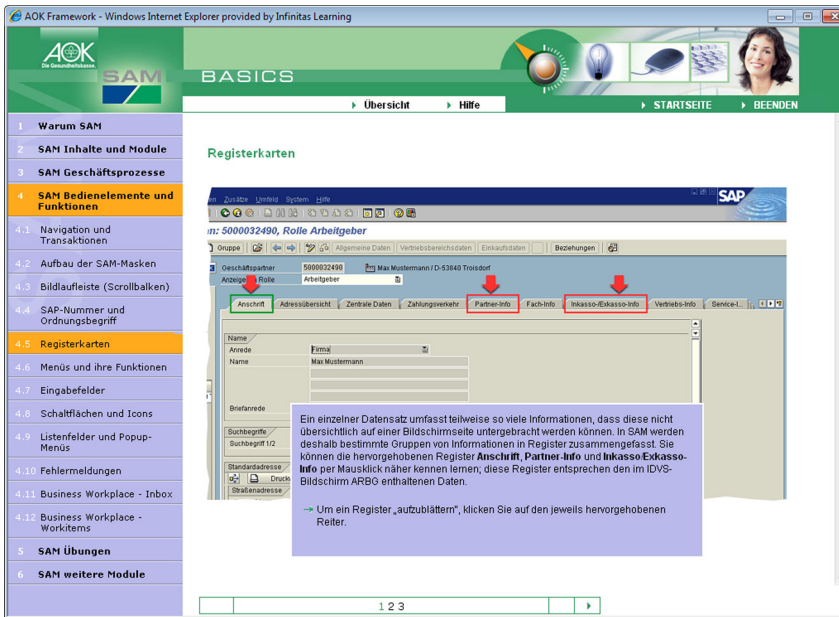 AOK Framework - Windows Internet Explorer provided by Infinitas Learning
AOK
Die Gesundheitskasse.
SAM
BASICS
Übersicht
Hilfe
STARTSEITE
BEENDEN
1 Warum SAM
2 SAM Inhalte und Module
3 SAM Geschäftsprozesse
4 SAM Bedienelemente und
Funktionen
4.1 Navigation und
Transaktionen
4.2 Aufbau der SAM-Masken
4.3 Bildlaufleiste (Scrollbalken)
4.4 SAP-Nummer und
Ordnungsbegriff
4.5 Registerkarten
4.6 Menüs und ihre Funktionen
4.7 Eingabefelder
4.8 Schaltflächen und Icons
4.9 Listenfelder und Popup-
Menüs
4.10 Fehlermeldungen
4.11 Business Workplace - Inbox
4.12 Business Workplace -
Workitems
5 SAM Übungen
6 SAM weitere Module
Registerkarten
en Zusätze Umfeld System Hilfe
SAP
n: 5000032490, Rolle Arbeitgeber
Gruppe Allgemeine Daten Vertriebsbereichsdaten Einkaufsdaten Beziehungen
Geschäftspartner 5000032490 Max Mustermann / D-53840 Troisdorf
Rolle Arbeitgeber
Anschrift Adressübersicht Zentrale Daten Zahlungsverkehr Partner-Info Fach-Info Inkasso-/Exkasso-Info Vertriebs-Info Service-I...
Name
Anrede Firma
Name Max Mustermann
Briefanrede
Suchbegriffe
Suchbegriff 1/2
Standardadresse
Druck
Straßenadresse
Ein einzelner Datensatz umfasst teilweise so viele Informationen, dass diese nicht
übersichtlich auf einer Bildschirmseite untergebracht werden können. In SAM werden
deshalb bestimmte Gruppen von Informationen in Register zusammengefasst. Sie
können die hervorgehobenen Register Anschrift, Partner-Info und Inkasso/Exkasso-
Info per Mausklick näher kennen lernen; diese Register entsprechen den im IDVS-
Bildschirm ARBG enthaltenen Daten.
→ Um ein Register „aufzublättern", klicken Sie auf den jeweils hervorgehobenen
Reiter.
1 2 3